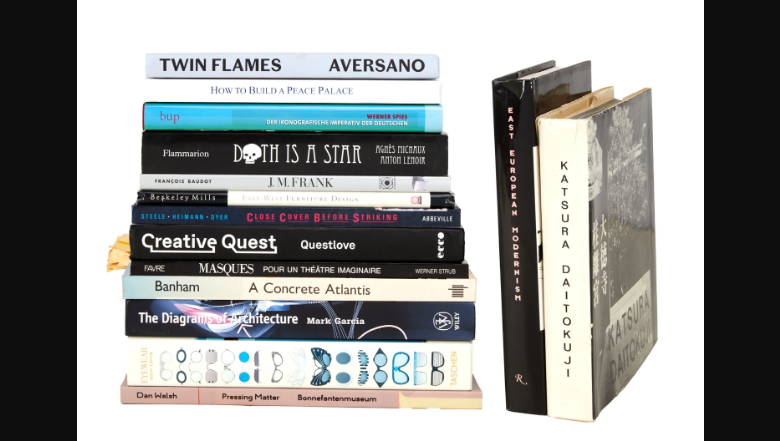 TWIN FLAMES AVERSANO
HOW TO BUILD A PEACE PALACE
bup WERNER SPIES
DER IKONOGRAFISCHE IMPERATIV DER DEUTSCHEN
Flammarion D TH IS A STAR AGNÈS MICHAUX
ANTON LENOIR
FRANÇOIS BAUDOT J.M. FRANK
Berkeley Mills EAST-WEST FURNITURE DESIGN
STEELE • HEIMANN • DYER CLOSE COVER BEFORE STRIKING ABBEVILLE
Creative Quest Questlove ecco
FAVRE MASQUES POUR UN THÉÂTRE IMAGINAIRE WERNER STRUB
Banham A Concrete Atlantis
The Diagrams of Architecture Mark Garcia WILEY
EYEWEAR TASCHEN
Dan Walsh Pressing Matter Bonnefantenmuseum
EAST EUROPEAN MODERNISM
R
KATSURA DAITOKUJI
KATSURA
DAITOKUJI